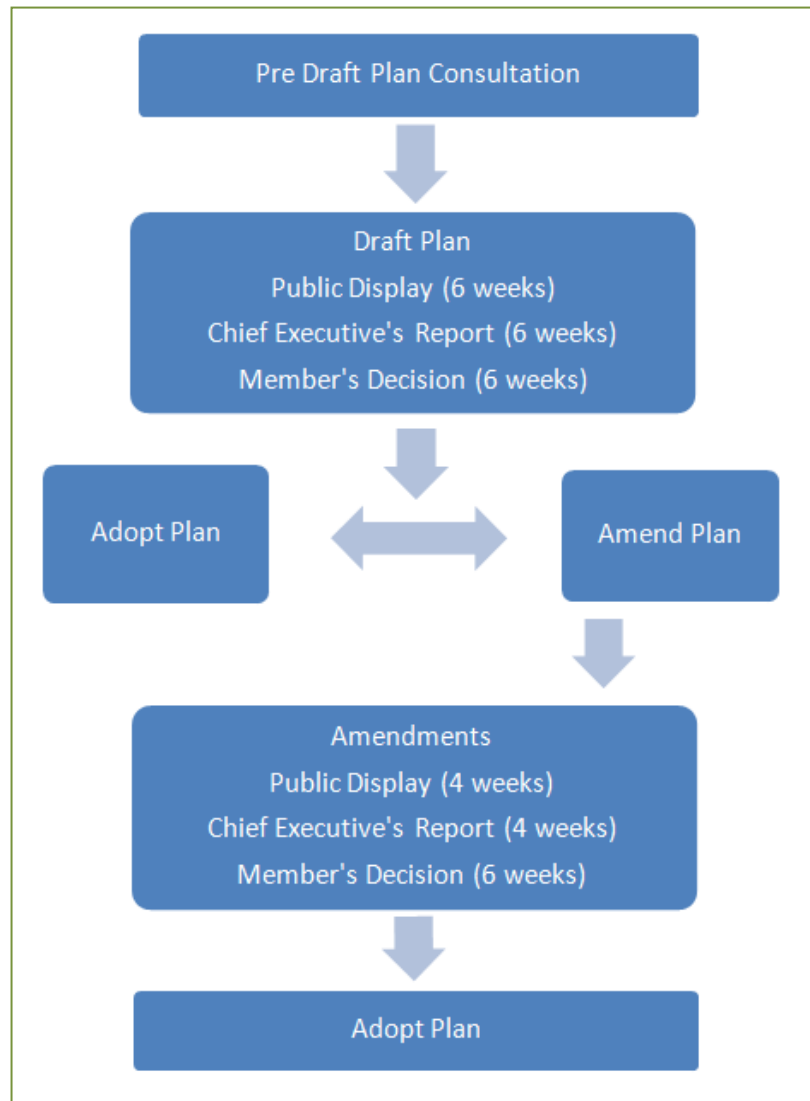 Pre Draft Plan Consultation
Draft Plan
Public Display (6 weeks)
Chief Executive's Report (6 weeks)
Member's Decision (6 weeks)
Adopt Plan
Amend Plan
Amendments
Public Display (4 weeks)
Chief Executive's Report (4 weeks)
Member's Decision (6 weeks)
Adopt Plan